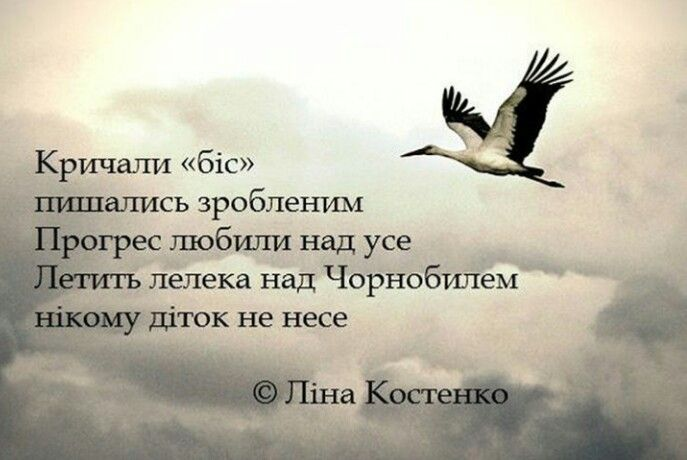 Кричали «біс»
пишались зробленим
Прогрес любили над усе
Летить лелека над Чорнобилем
нікому діток не несе
© Ліна Костенко